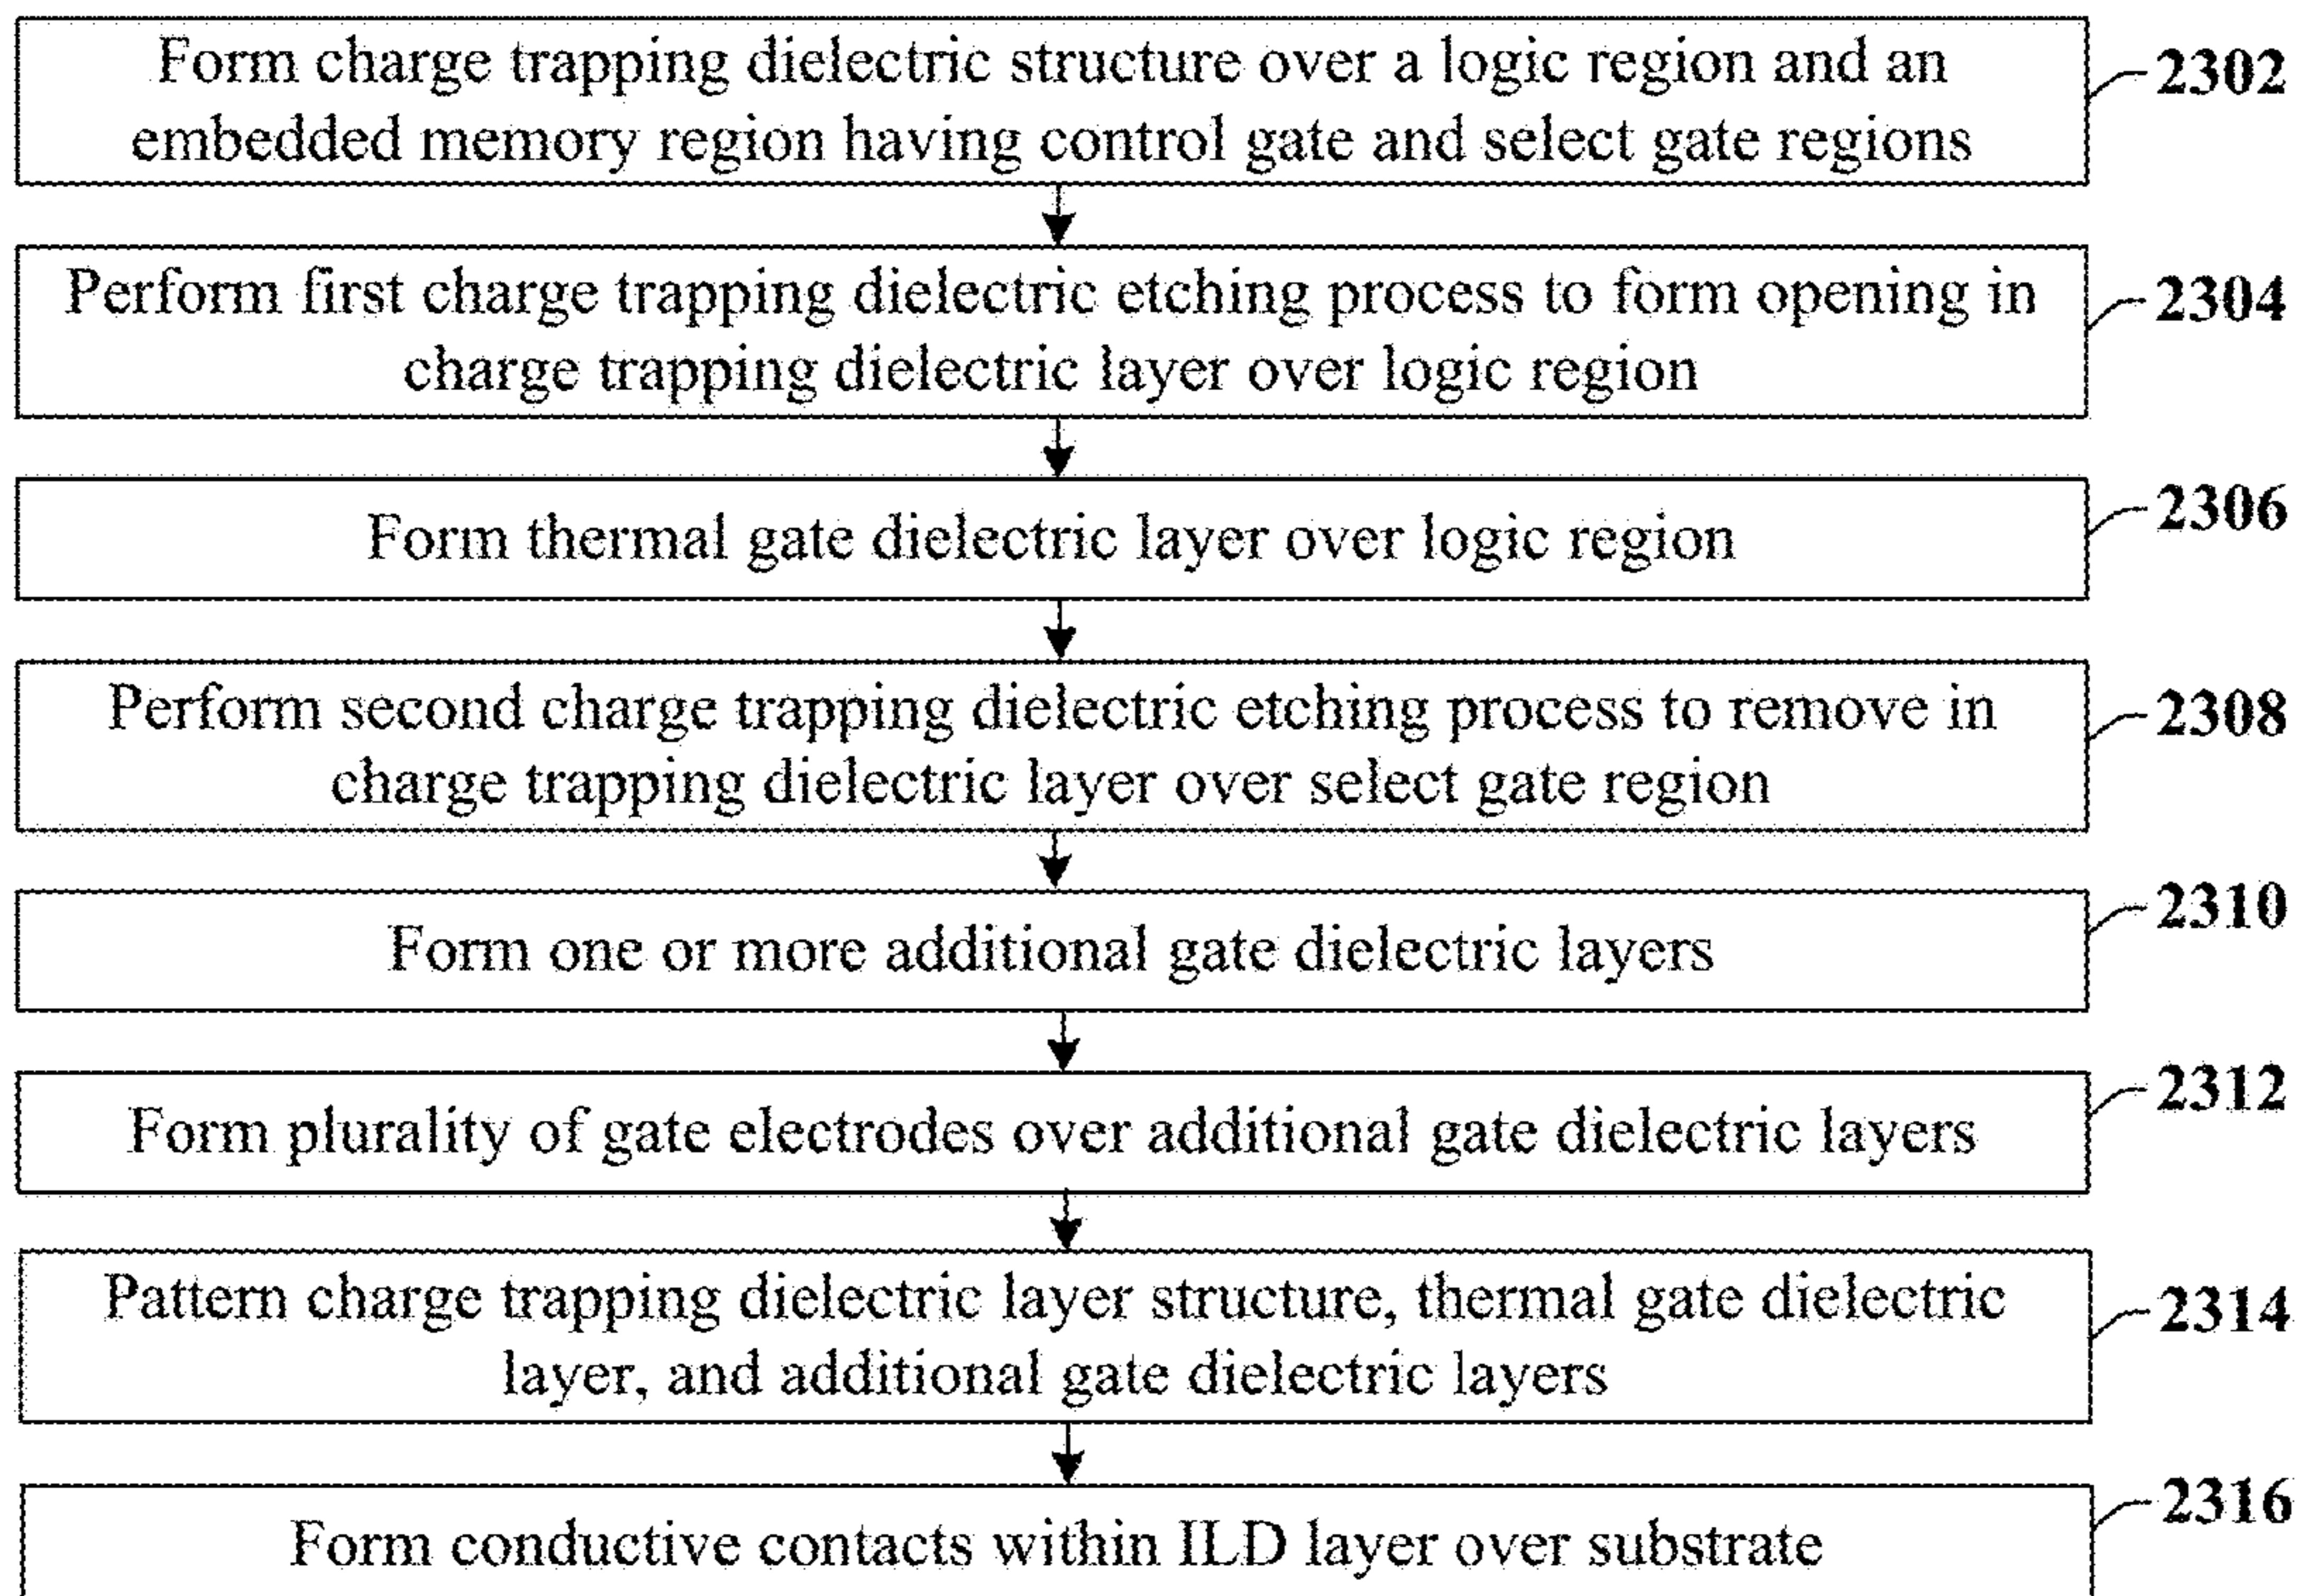 Form charge trapping dielectric structure over a logic region and an
embedded memory region having control gate and select gate regions
2302
Perform first charge trapping dielectric etching process to form opening in
charge trapping dielectric layer over logic region
2304
Form thermal gate dielectric layer over logic region
2306
Perform second charge trapping dielectric etching process to remove in
charge trapping dielectric layer over select gate region
2308
Form one or more additional gate dielectric layers
2310
Form plurality of gate electrodes over additional gate dielectric layers
2312
Pattern charge trapping dielectric layer structure, thermal gate dielectric
layer, and additional gate dielectric layers
2314
Form conductive contacts within ILD layer over substrate
2316